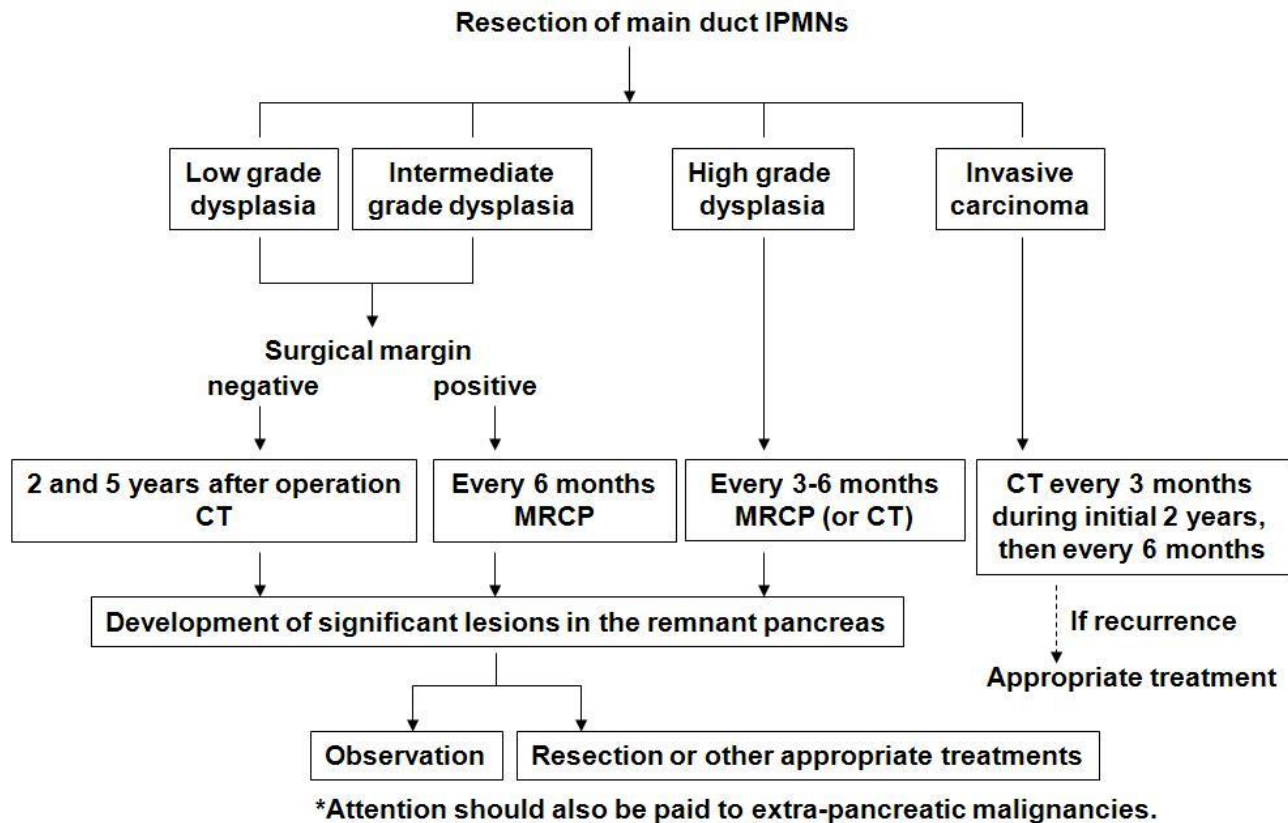 Resection of main duct IPMNs
Low grade
dysplasia
Intermediate
grade dysplasia
High grade
dysplasia
Invasive
carcinoma
Surgical margin
negative
positive
2 and 5 years after operation
CT
Every 6 months
MRCP
Every 3-6 months
MRCP (or CT)
CT every 3 months
during initial 2 years,
then every 6 months
Development of significant lesions in the remnant pancreas
If recurrence
Appropriate treatment
Observation
Resection or other appropriate treatments
*Attention should also be paid to extra-pancreatic malignancies.